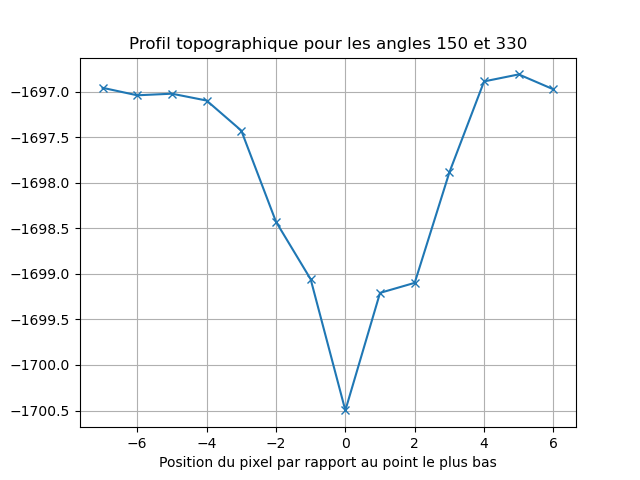 Profil topographique pour les angles 150 et 330
−1697.0
−1697.5
−1698.0
−1698.5
−1699.0
−1699.5
−1700.0
−1700.5
−6 −4 −2 0 2 4 6
Position du pixel par rapport au point le plus bas